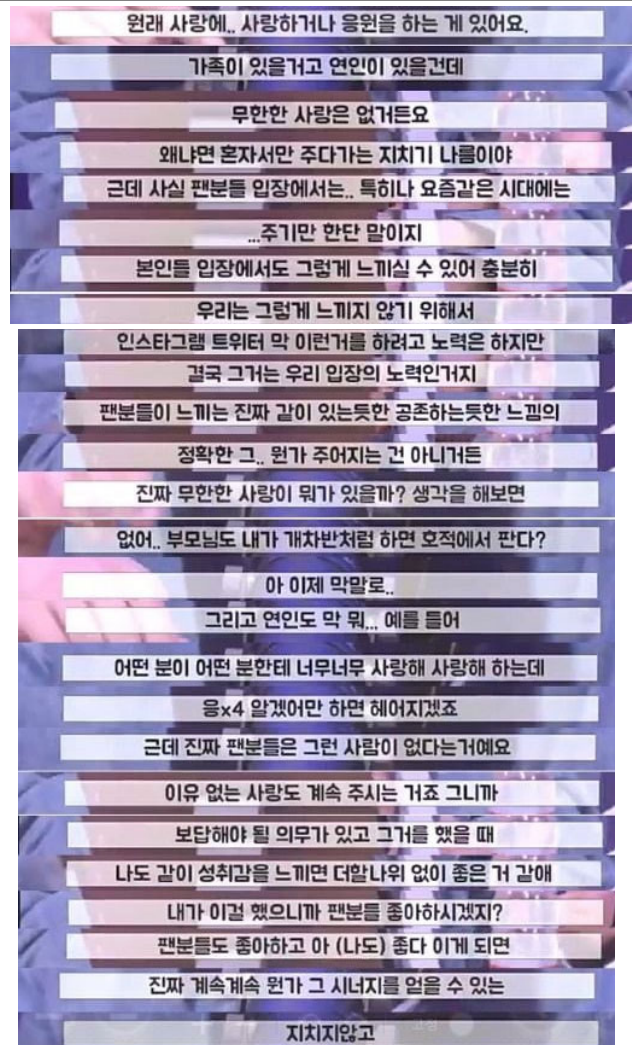 원래 사랑에.. 사랑하거나 응원을 하는 게 있어요.
가족이 있을거고 연인이 있을건데
무한한 사랑은 없거든요
왜냐면 혼자서만 주다가는 지치기 나름이야
근데 사실 팬분들 입장에서는.. 특히나 요즘같은 시대에는
...주기만 한단 말이지
본인들 입장에서도 그렇게 느끼실 수 있어 충분히
우리는 그렇게 느끼지 않기 위해서
인스타그램 트위터 막 이런거를 하려고 노력은 하지만
결국 그거는 우리 입장의 노력인거지
팬분들이 느끼는 진짜 같이 있는듯한 공존하는듯한 느낌의
정확한 그.. 뭔가 주어지는 건 아니거든
진짜 무한한 사랑이 뭐가 있을까? 생각을 해보면
없어.. 부모님도 내가 개차반처럼 하면 호적에서 판다?
아 이제 막말로..
그리고 연인도 막 뭐... 예를 들어
어떤 분이 어떤 분한테 너무너무 사랑해 사랑해 하는데
응x4 알겠어만 하면 헤어지겠죠
근데 진짜 팬분들은 그런 사람이 없다는거예요
이유 없는 사랑도 계속 주시는 거죠 그니까
보답해야 될 의무가 있고 그거를 했을 때
나도 같이 성취감을 느끼면 더할나위 없이 좋은 거 같애
내가 이걸 했으니까 팬분들 좋아하시겠지?
팬분들도 좋아하고 아 (나도) 좋다 이게 되면
진짜 계속계속 뭔가 그 시너지를 얻을 수 있는
지치지않고